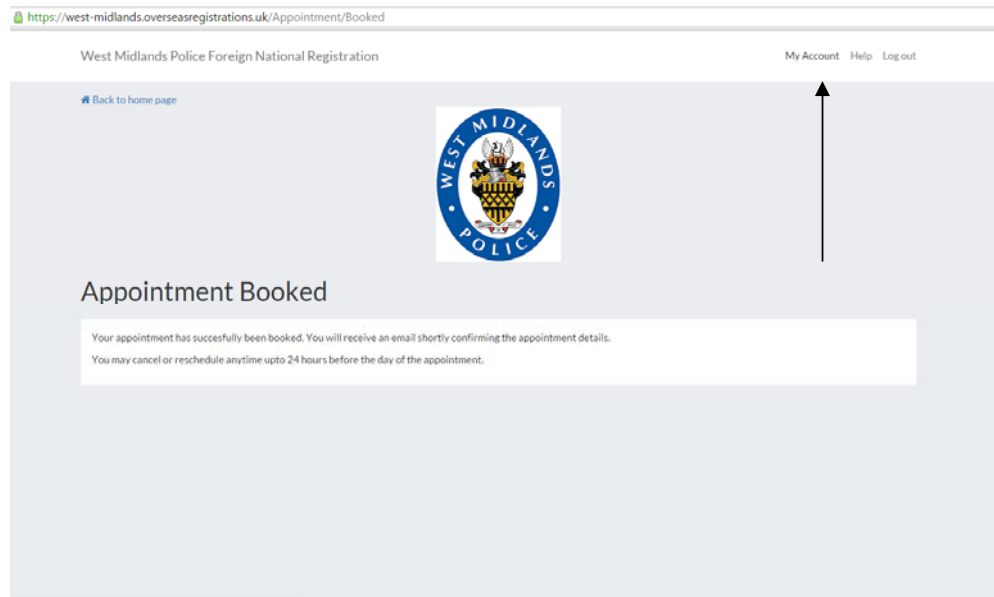 https://west-midlands.overseasregistrations.uk/Appointment/Booked
West Midlands Police Foreign National Registration
My Account Help Log out
Back to home page
WEST MIDLANDS
POLICE
Appointment Booked
Your appointment has succesfully been booked. You will receive an email shortly confirming the appointment details.
You may cancel or reschedule anytime upto 24 hours before the day of the appointment.